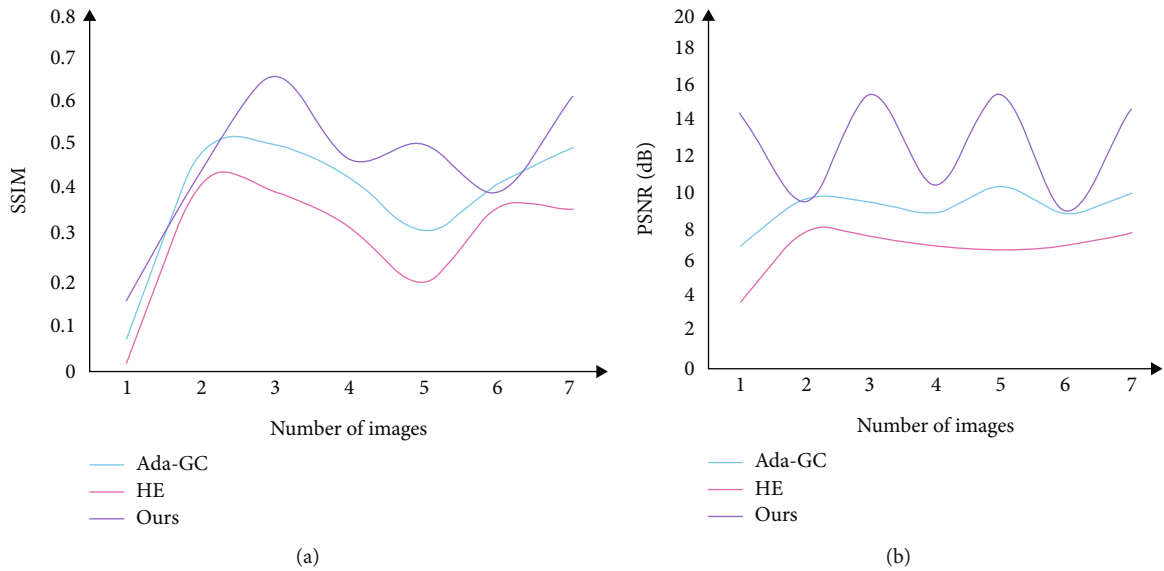 SSIM
0.8
0.7
0.6
0.5
0.4
0.3
0.2
0.1
0
1 2 3 4 5 6 7
Number of images
Ada-GC
HE
Ours
(a)
PSNR (dB)
20
18
16
14
12
10
8
6
4
2
0
1 2 3 4 5 6 7
Number of images
Ada-GC
HE
Ours
(b)